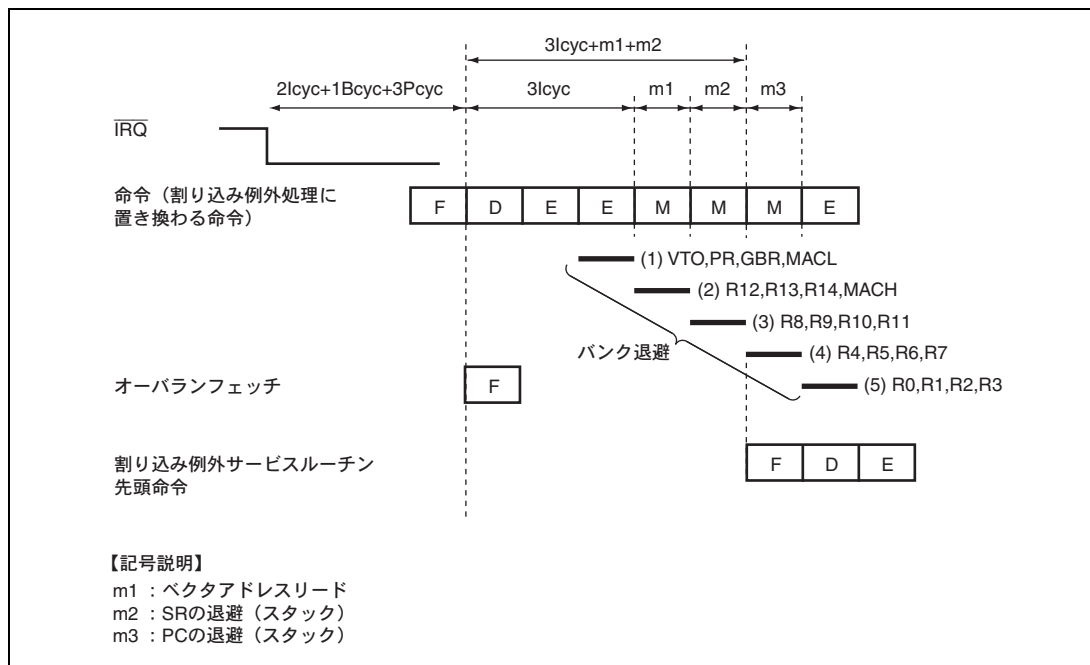 3Icyc+m1+m2
2Icyc+1Bcyc+3Pcyc 3Icyc m1 m2 m3
IRQ
命令（割り込み例外処理に
置き換わる命令）
F D E E M M M E
(1) VTO,PR,GBR,MACL
(2) R12,R13,R14,MACH
(3) R8,R9,R10,R11
バンク退避
(4) R4,R5,R6,R7
オーバランフェッチ
F
(5) R0,R1,R2,R3
割り込み例外サービスルーチン
先頭命令
F D E
【記号説明】
m1 : ベクタアドレスリード
m2 : SRの退避（スタック）
m3 : PCの退避（スタック）